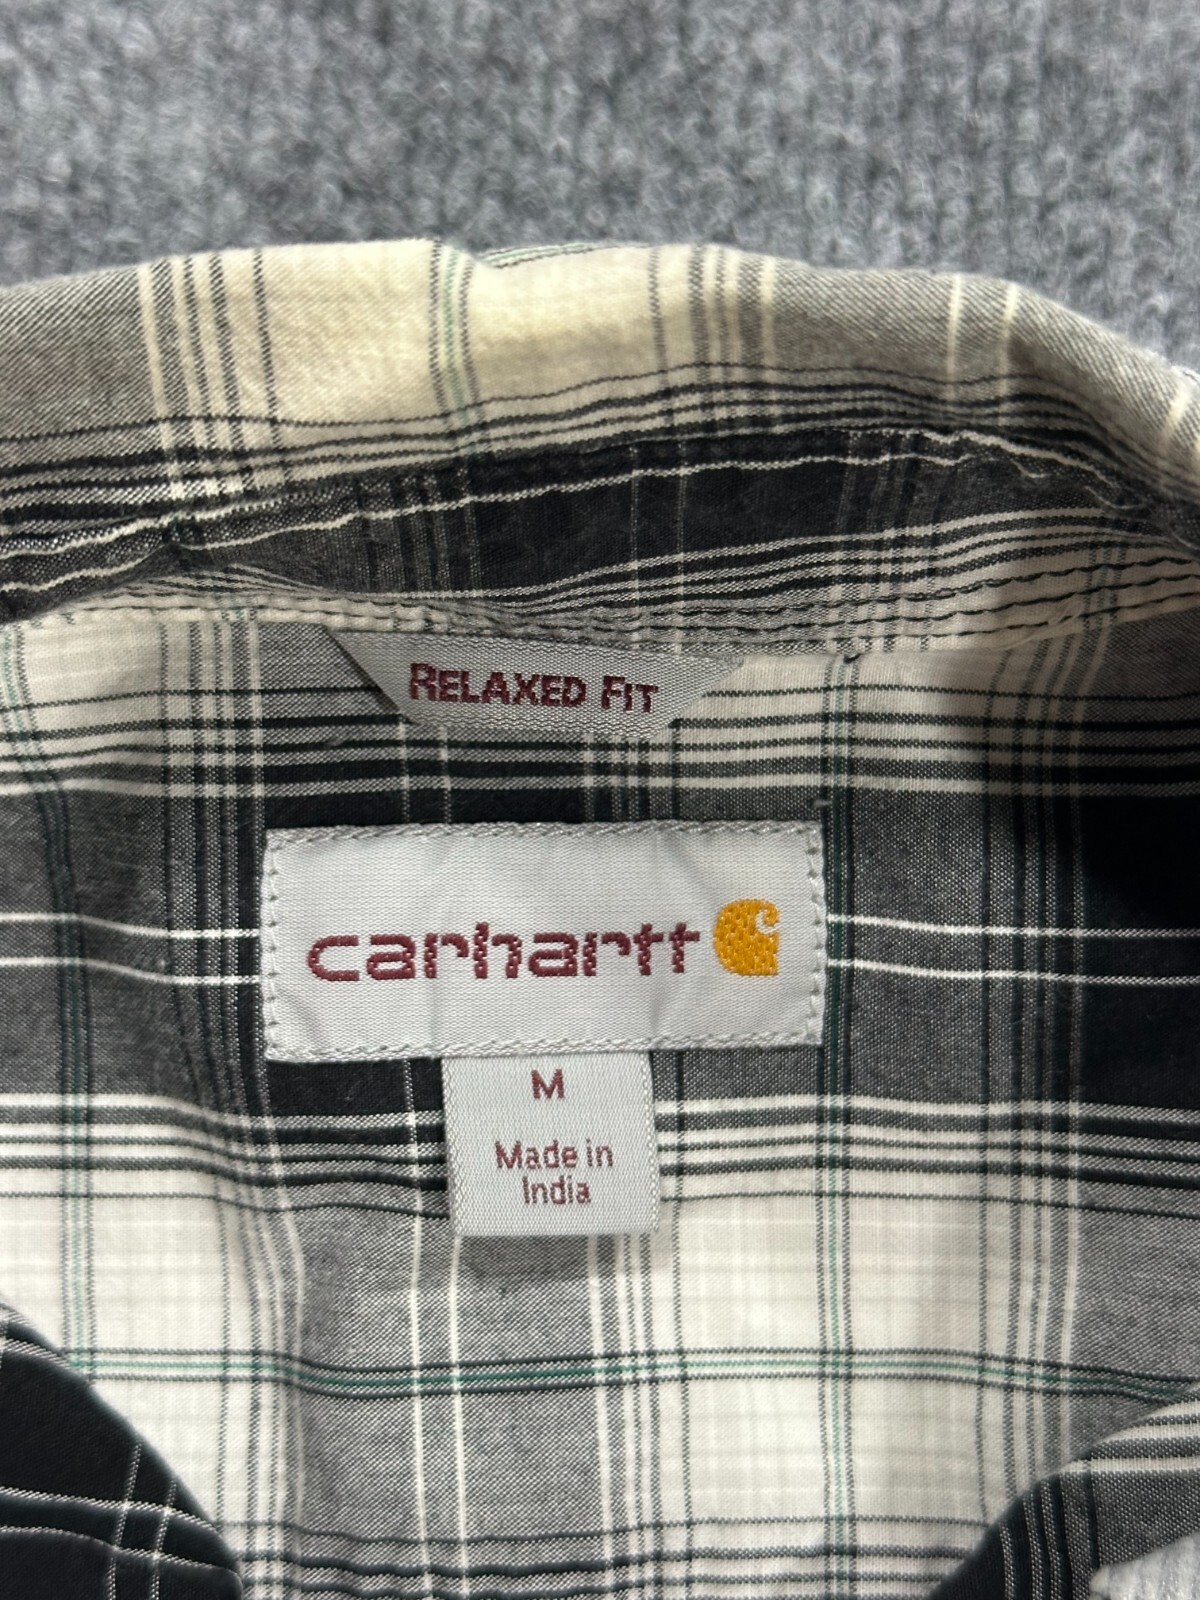 RELAXED FIT
carhartt
M
Made in
India